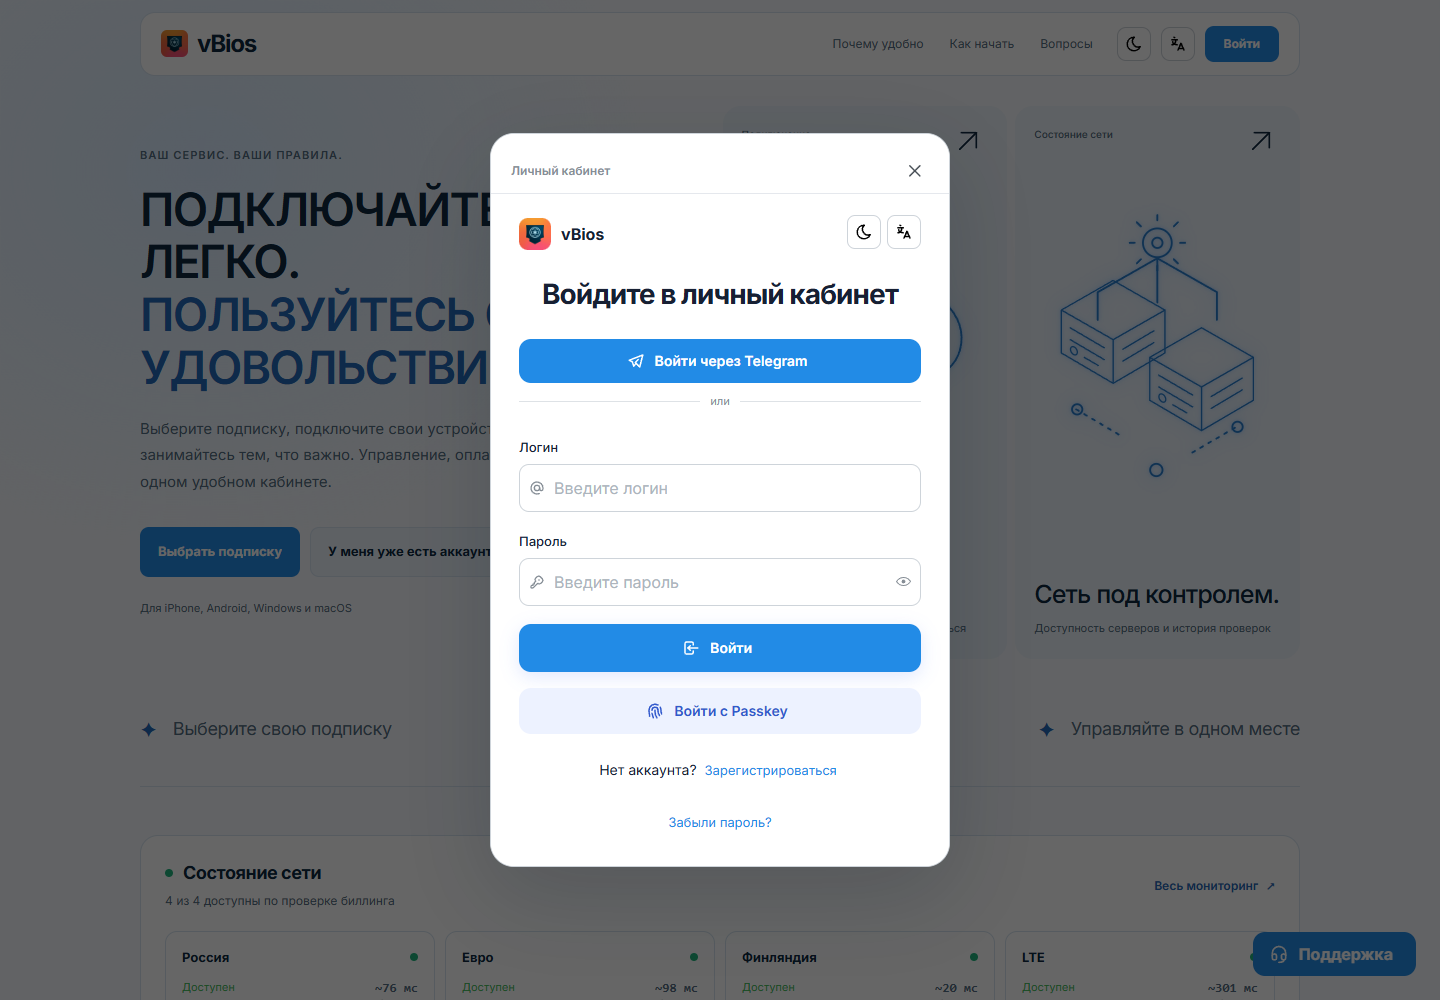 vBios
Почему удобно
Как начать
Вопросы
Войти
ВАШ СЕРВИС. ВАШИ ПРАВИЛА.
ПОДКЛЮЧАЙТЕ
ЛЕГКО.
ПОЛЬЗУЙТЕСЬ
УДОВОЛЬСТВИ
Выберите подписку, подключите свои устройст
занимайтесь тем, что важно. Управление, опла
одном удобном кабинете.
Выбрать подписку
У меня уже есть аккаунт
Для iPhone, Android, Windows и macOS
Состояние сети
Сеть под контролем.
Доступность серверов и история проверок
Личный кабинет
vBios
Войдите в личный кабинет
Войти через Telegram
или
Логин
@ Введите логин
Пароль
Введите пароль
Войти
Войти с Passkey
Нет аккаунта? Зарегистрироваться
Забыли пароль?
Выберите свою подписку
Управляйте в одном месте
Состояние сети
4 из 4 доступны по проверке биллинга
Весь мониторинг ↗
Россия
Доступен ~76 мс
Евро
Доступен ~98 мс
Финляндия
Доступен ~20 мс
LTE
Доступен ~301 мс
Поддержка